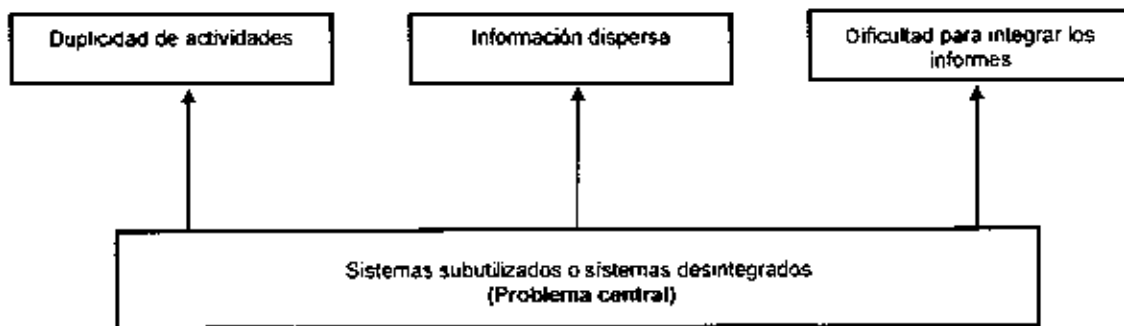 Duplicidad de actividades
Información dispersa
Dificultad para integrar los
informes
Sistemas subutilizados o sistemas desintegrados
(Problema central)